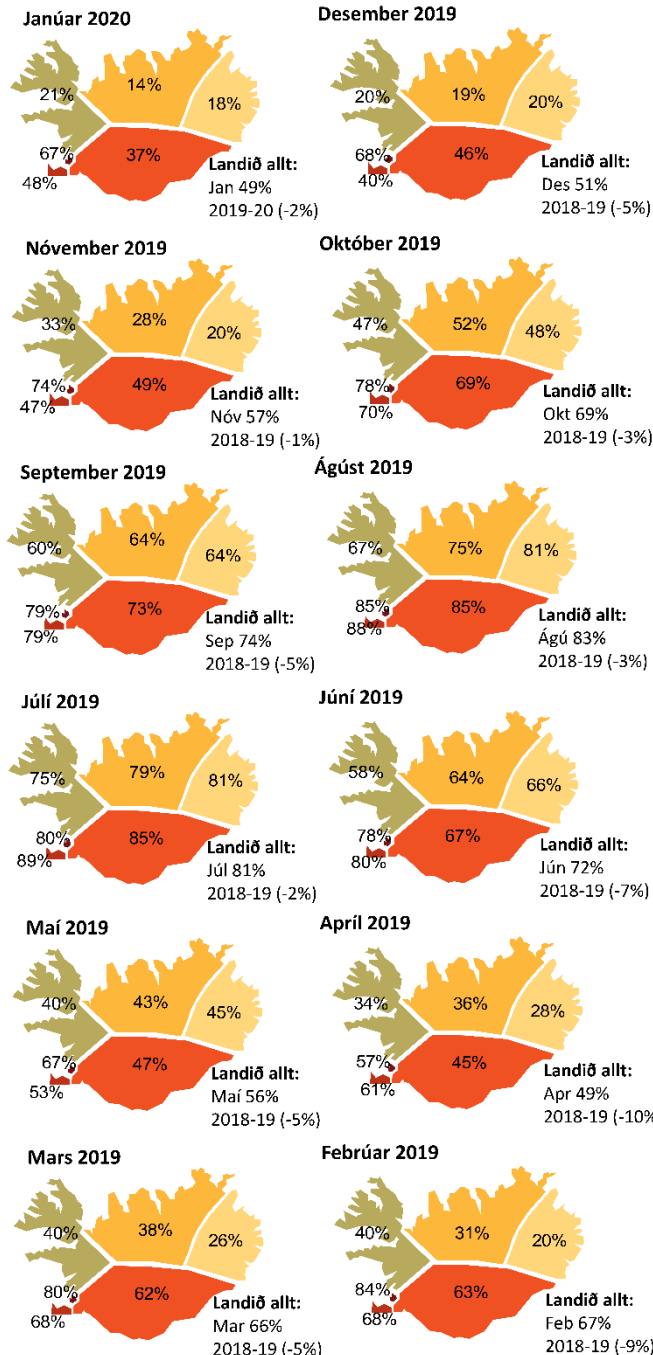 Janúar 2020
21%
14%
18%
67%
37%
48%
Landið allt:
Jan 49%
2019-20 (-2%)
Desember 2019
20%
19%
20%
68%
46%
40%
Landið allt:
Des 51%
2018-19 (-5%)
Nóvember 2019
33%
28%
20%
74%
49%
47%
Landið allt:
Nóv 57%
2018-19 (-1%)
Október 2019
47%
52%
48%
78%
69%
70%
Landið allt:
Okt 69%
2018-19 (-3%)
September 2019
60%
64%
64%
79%
73%
79%
Landið allt:
Sep 74%
2018-19 (-5%)
Ágúst 2019
67%
75%
81%
85%
85%
88%
Landið allt:
Ágú 83%
2018-19 (-3%)
Júlí 2019
75%
79%
81%
80%
85%
89%
Landið allt:
Júl 81%
2018-19 (-2%)
Júní 2019
58%
64%
66%
78%
67%
80%
Landið allt:
Jún 72%
2018-19 (-7%)
Maí 2019
40%
43%
45%
67%
47%
53%
Landið allt:
Maí 56%
2018-19 (-5%)
Apríl 2019
34%
36%
28%
57%
45%
61%
Landið allt:
Apr 49%
2018-19 (-10%
Mars 2019
40%
38%
26%
80%
62%
68%
Landið allt:
Mar 66%
2018-19 (-5%)
Febrúar 2019
40%
31%
20%
84%
63%
68%
Landið allt:
Feb 67%
2018-19 (-9%)